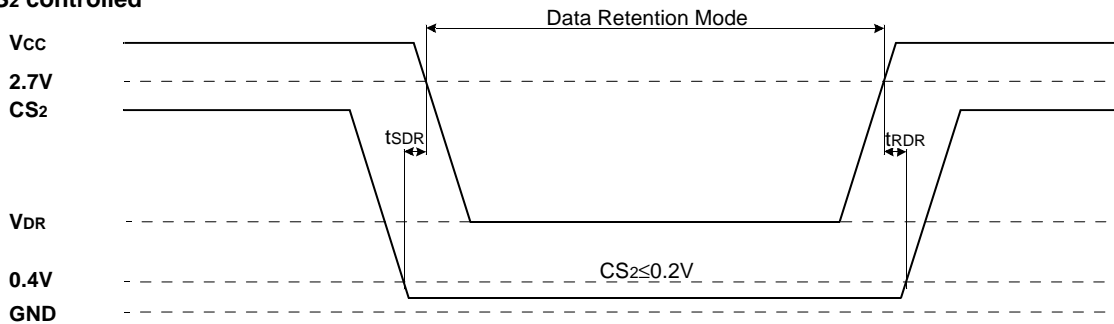 S2 controlled
Data Retention Mode
VCC
2.7V
CS2
tSDR
tRDR
VDR
0.4V
CS2≤0.2V
GND